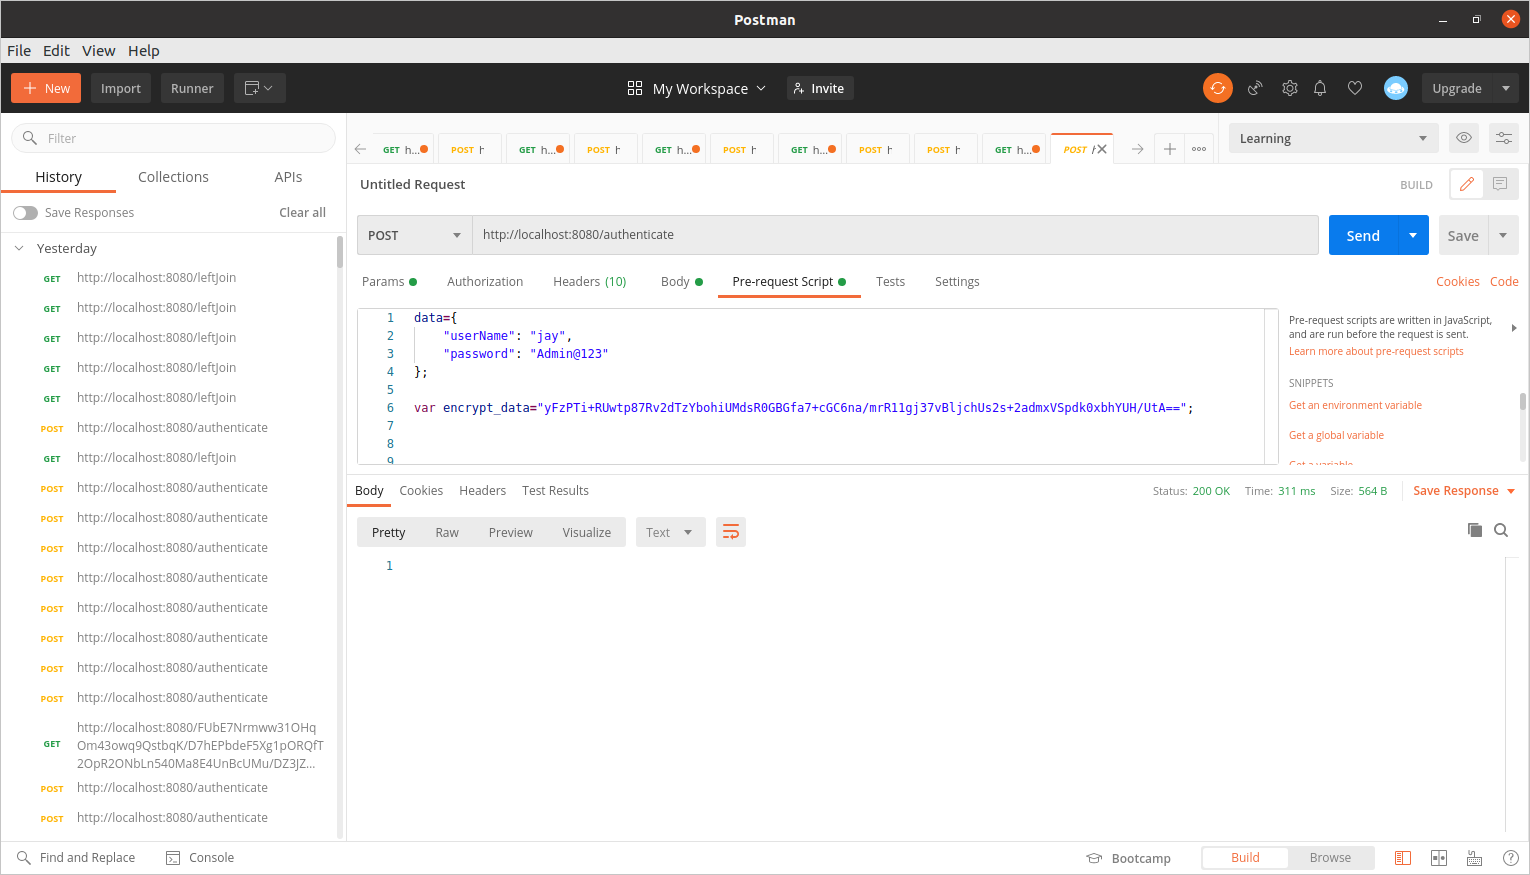 Postman
File Edit View Help
New Import Runner My Workspace Invite Upgrade
Filter
GET h... POST h GET h... POST h GET h... POST h GET h... POST h POST h GET h... POST
Learning
History Collections APIs
Untitled Request
BUILD
Save Responses Clear all
POST http://localhost:8080/authenticate Send Save
Yesterday
GET http://localhost:8080/leftJoin
GET http://localhost:8080/leftJoin
GET http://localhost:8080/leftJoin
GET http://localhost:8080/leftJoin
GET http://localhost:8080/leftJoin
POST http://localhost:8080/authenticate
GET http://localhost:8080/leftJoin
POST http://localhost:8080/authenticate
POST http://localhost:8080/authenticate
POST http://localhost:8080/authenticate
POST http://localhost:8080/authenticate
POST http://localhost:8080/authenticate
POST http://localhost:8080/authenticate
POST http://localhost:8080/authenticate
POST http://localhost:8080/authenticate
http://localhost:8080/FUbE7Nrmww31OHq
GET Om43owq9QstbqK/D7hEPbdeF5Xg1pORQfT
2OpR2ONbLn540Ma8E4UnBcUMu/DZ3JZ...
POST http://localhost:8080/authenticate
POST http://localhost:8080/authenticate
Params Authorization Headers (10) Body Pre-request Script Tests Settings Cookies Code
1 data={
2 "userName": "jay",
3 "password": "Admin@123"
4 };
5
6 var encrypt_data="yFzPTi+RUwtp87Rv2dTzYbohiUMdsR0GBGfa7+cGC6na/mrR11gj37vBljchUs2s+2admxVSpdk0xbhYUH/UtA==";
7
8
9
Pre-request scripts are written in JavaScript,
and are run before the request is sent.
Learn more about pre-request scripts
SNIPPETS
Get an environment variable
Get a global variable
Get a variable
Body Cookies Headers Test Results Status: 200 OK Time: 311 ms Size: 564 B Save Response
Pretty Raw Preview Visualize Text
1
Find and Replace Console Bootcamp Build Browse